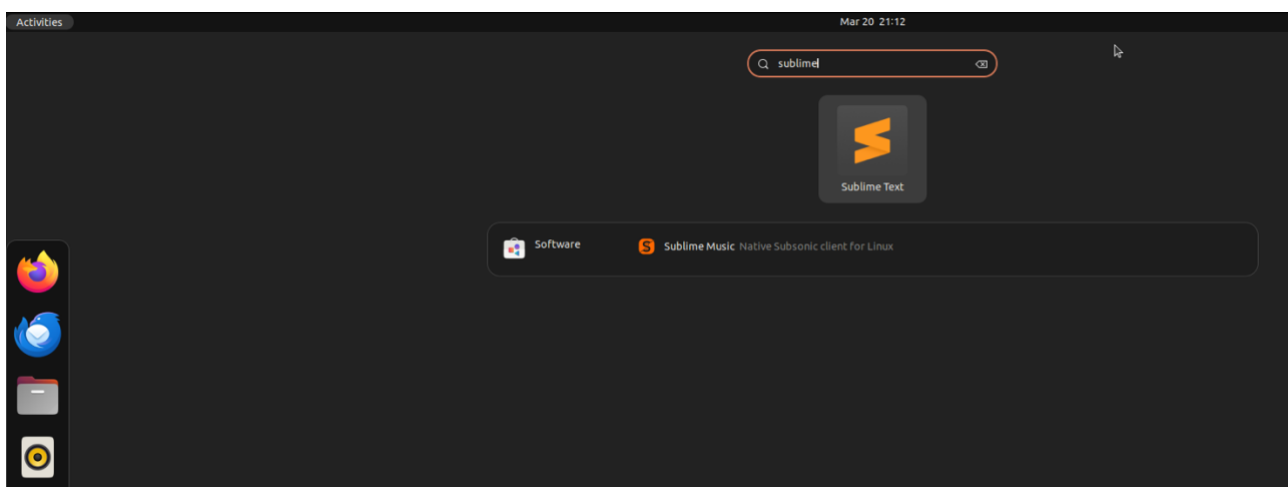 Activities
Mar 20 21:12
sublime
Sublime Text
Software
Sublime Music Native Subsonic client for Linux